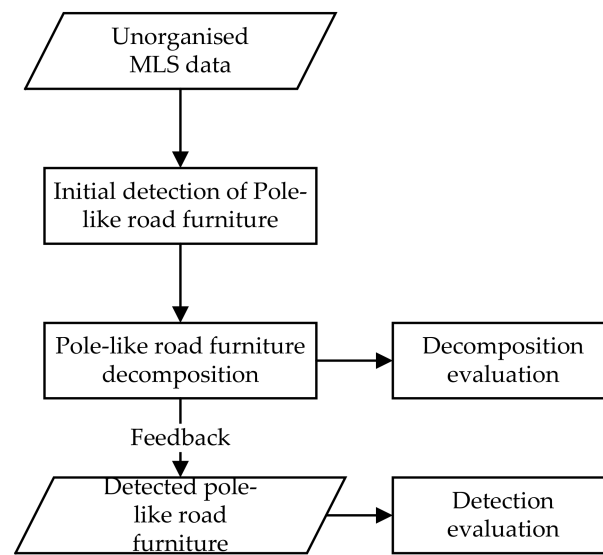 Unorganised
MLS data
Initial detection of Pole-
like road furniture
Pole-like road furniture
decomposition
Decomposition
evaluation
Feedback
Detected pole-
like road
furniture
Detection
evaluation